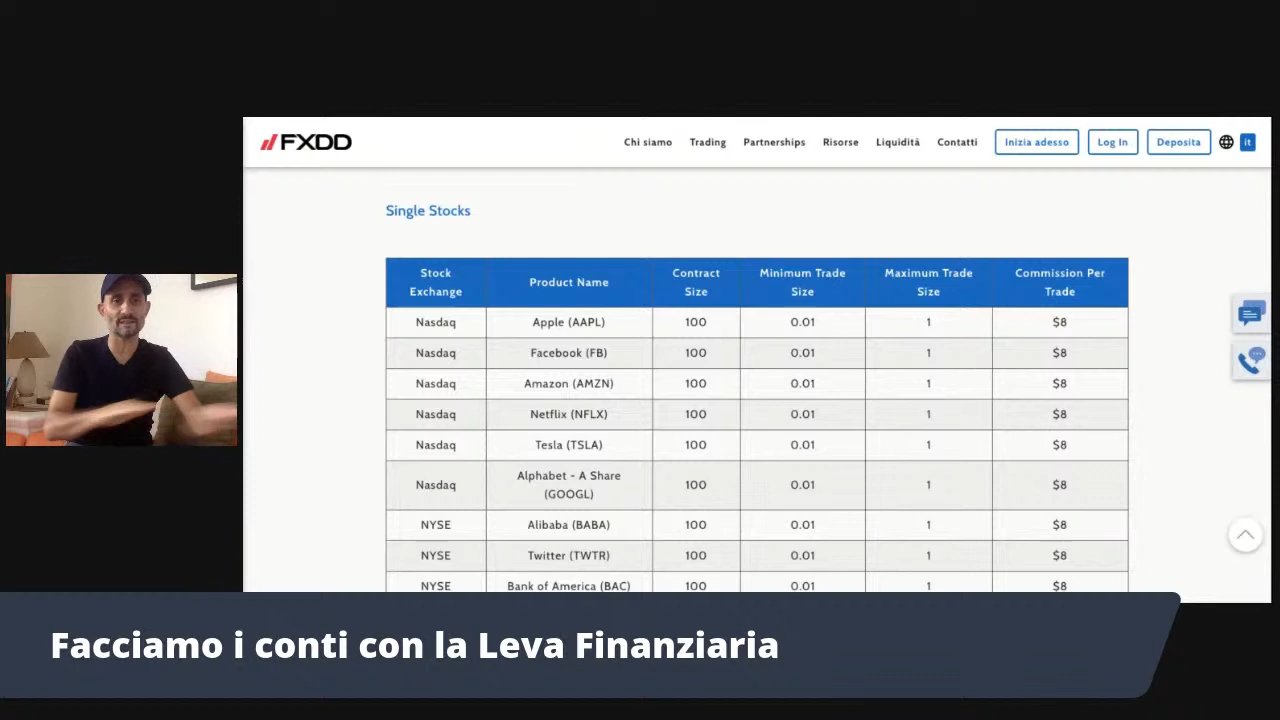 FXDD
Chi siamo Trading Partnerships Risorse Liquidità Contatti Inizia adesso Log In Deposita it
Single Stocks
Stock Exchange Product Name Contract Size Minimum Trade Size Maximum Trade Size Commission Per Trade
Nasdaq Apple (AAPL) 100 0.01 1 $8
Nasdaq Facebook (FB) 100 0.01 1 $8
Nasdaq Amazon (AMZN) 100 0.01 1 $8
Nasdaq Netflix (NFLX) 100 0.01 1 $8
Nasdaq Tesla (TSLA) 100 0.01 1 $8
Nasdaq Alphabet - A Share (GOOGL) 100 0.01 1 $8
NYSE Alibaba (BABA) 100 0.01 1 $8
NYSE Twitter (TWTR) 100 0.01 1 $8
NYSE Bank of America (BAC) 100 0.01 1 $8
Facciamo i conti con la Leva Finanziaria